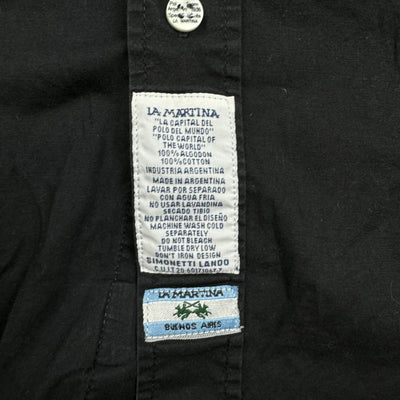 LA MARTINA
LA MARTINA
"LA CAPITAL DEL
POLO DEL MUNDO"
"POLO CAPITAL OF
THE WORLD"
100% ALGODON
100% COTTON
INDUSTRIA ARGENTINA
MADE IN ARGENTINA
LAVAR POR SEPARADO
CON AGUA FRIA
NO USAR LAVANDINA
SECADO TIBIO
NO PLANCHAR EL DISEÑO
MACHINE WASH COLD
SEPARATELY
DO NOT BLEACH
TUMBLE DRY LOW
DON'T IRON DESIGN
SIMONETTI LANDO
C.U.I.T
LA MARTINA
BUENOS AIRES